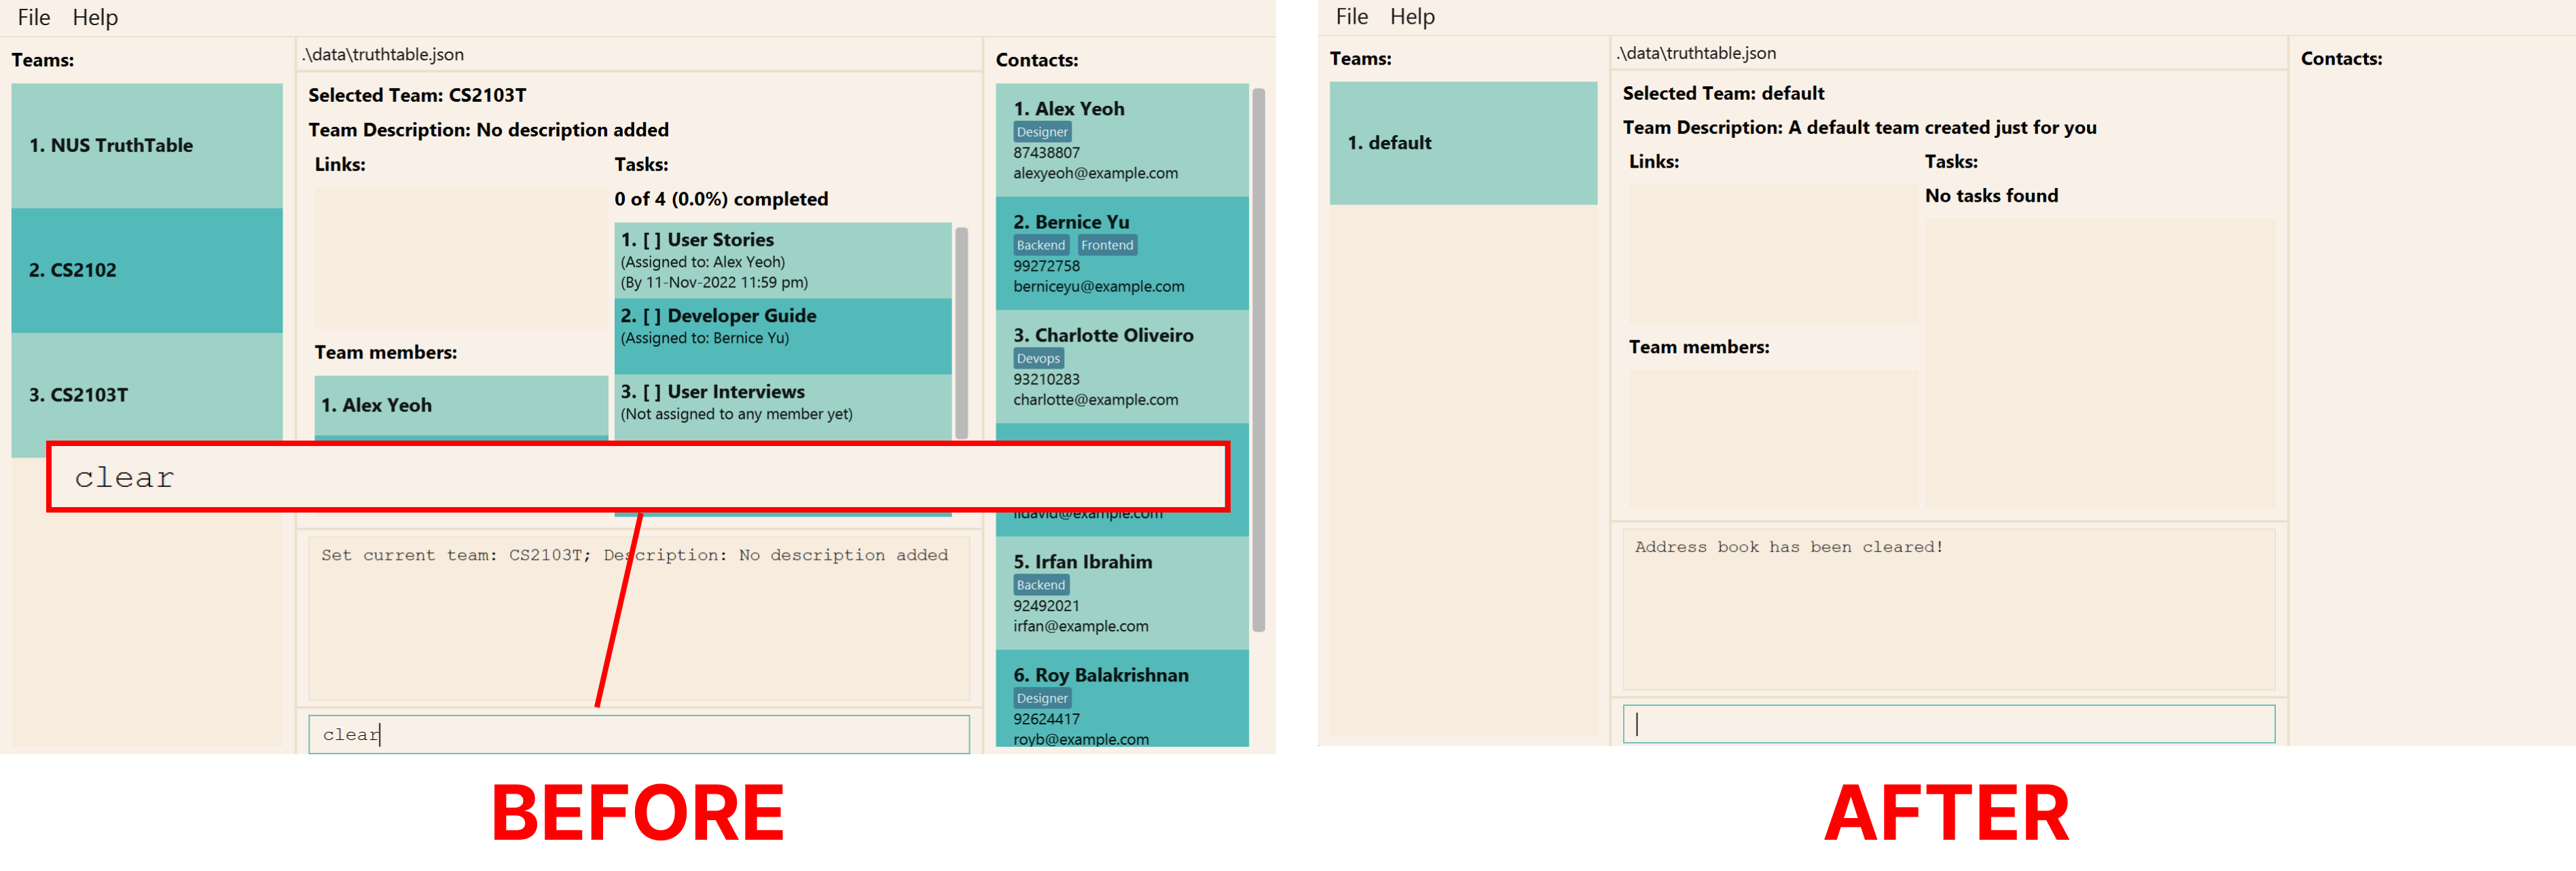 File Help
Teams:
1. NUS TruthTable
2. CS2102
3. CS2103T
.\data\truthtable.json
Selected Team: CS2103T
Team Description: No description added
Links:
Team members:
1. Alex Yeoh
Tasks:
0 of 4 (0.0%) completed
1. [ ] User Stories
(Assigned to: Alex Yeoh)
(By 11-Nov-2022 11:59 pm)
2. [ ] Developer Guide
(Assigned to: Bernice Yu)
3. [ ] User Interviews
(Not assigned to any member yet)
Contacts:
1. Alex Yeoh
Designer
87438807
alexyeoh@example.com
2. Bernice Yu
Backend Frontend
99272758
berniceyu@example.com
3. Charlotte Oliveiro
Devops
93210283
charlotte@example.com
lidavid@example.com
5. Irfan Ibrahim
Backend
92492021
irfan@example.com
6. Roy Balakrishnan
Designer
92624417
royb@example.com
clear
Set current team: CS2103T; Description: No description added
clear
BEFORE
File Help
Teams:
1. default
.\data\truthtable.json
Selected Team: default
Team Description: A default team created just for you
Links:
Team members:
Tasks:
No tasks found
Contacts:
Address book has been cleared!
AFTER